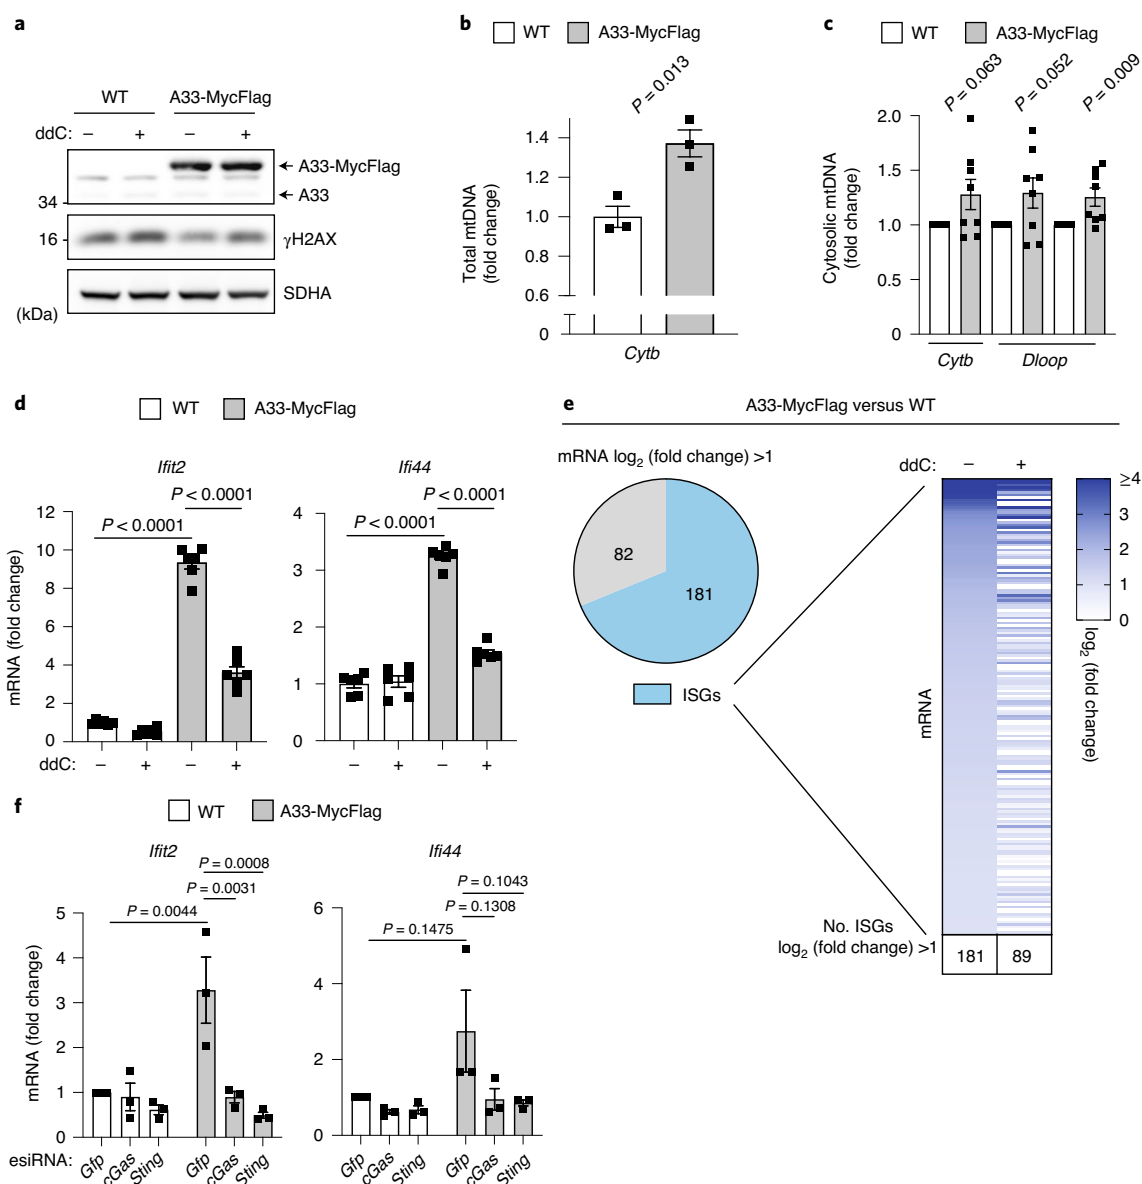 a
WT A33-MycFlag
ddC: – + – +
A33-MycFlag
A33
34
16
γH2AX
SDHA
(kDa)
b
WT A33-MycFlag
P = 0.013
Total mtDNA
(fold change)
1.4
1.2
1.0
0.8
0.6
0
Cytb
c
WT A33-MycFlag
P = 0.063
P = 0.052
P = 0.009
Cytosolic mtDNA
(fold change)
2.0
1.5
1.0
0.5
0
Cytb Dloop
d
WT A33-MycFlag
Ifit2
P < 0.0001
P < 0.0001
mRNA (fold change)
12
10
8
6
4
2
0
ddC: – + – +
Ifi44
P < 0.0001
P < 0.0001
4
3
2
1
0
– + – +
e
A33-MycFlag versus WT
mRNA log2 (fold change) >1
82
181
ISGs
ddC: – +
mRNA
≥4
3
2
1
0
log2 (fold change)
No. ISGs
log2 (fold change) >1
181 89
f
WT A33-MycFlag
Ifit2
P = 0.0008
P = 0.0031
P = 0.0044
mRNA (fold change)
5
4
3
2
1
0
esiRNA: Gfp cGas Sting Gfp cGas Sting
Ifi44
P = 0.1043
P = 0.1308
P = 0.1475
6
4
2
0
Gfp cGas Sting Gfp cGas Sting